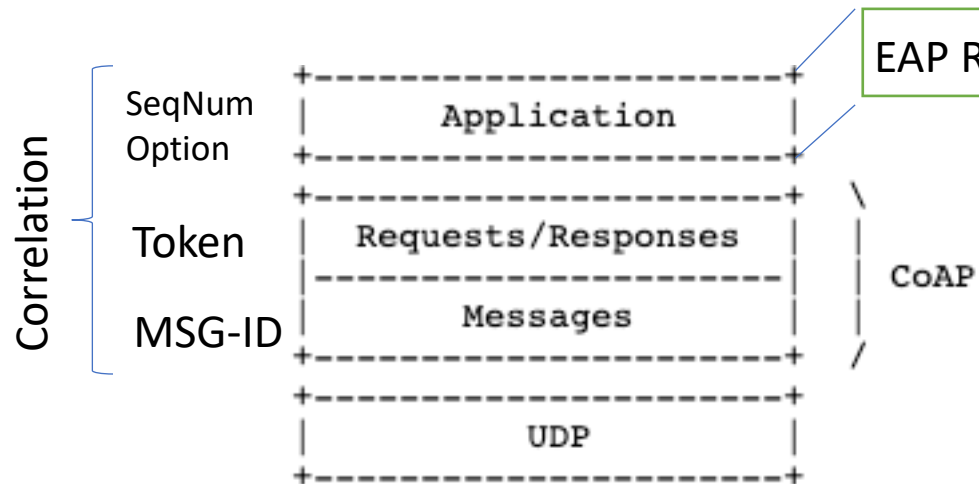 EAP R
SeqNum
Option
Application
Correlation
Token
Requests/Responses
CoAP
MSG-ID
Messages
UDP